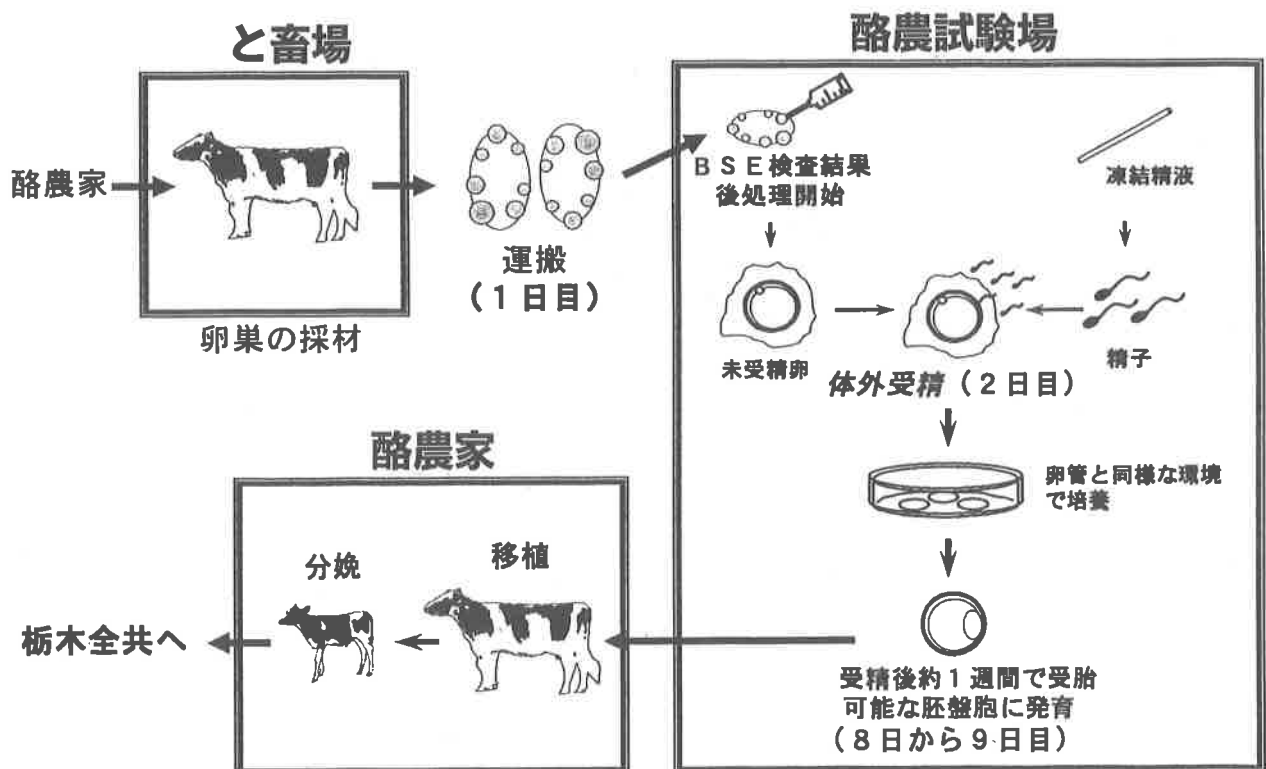 と畜場
酪農家
卵巣の採材
運搬
(1日目)
酪農試験場
BSE検査結果
後処理開始
凍結精液
未受精卵
精子
体外受精(2日目)
卵管と同様な環境
で培養
受精後約1週間で受胎
可能な胚盤胞に発育
(8日から9日目)
酪農家
移植
分娩
栃木全共へ